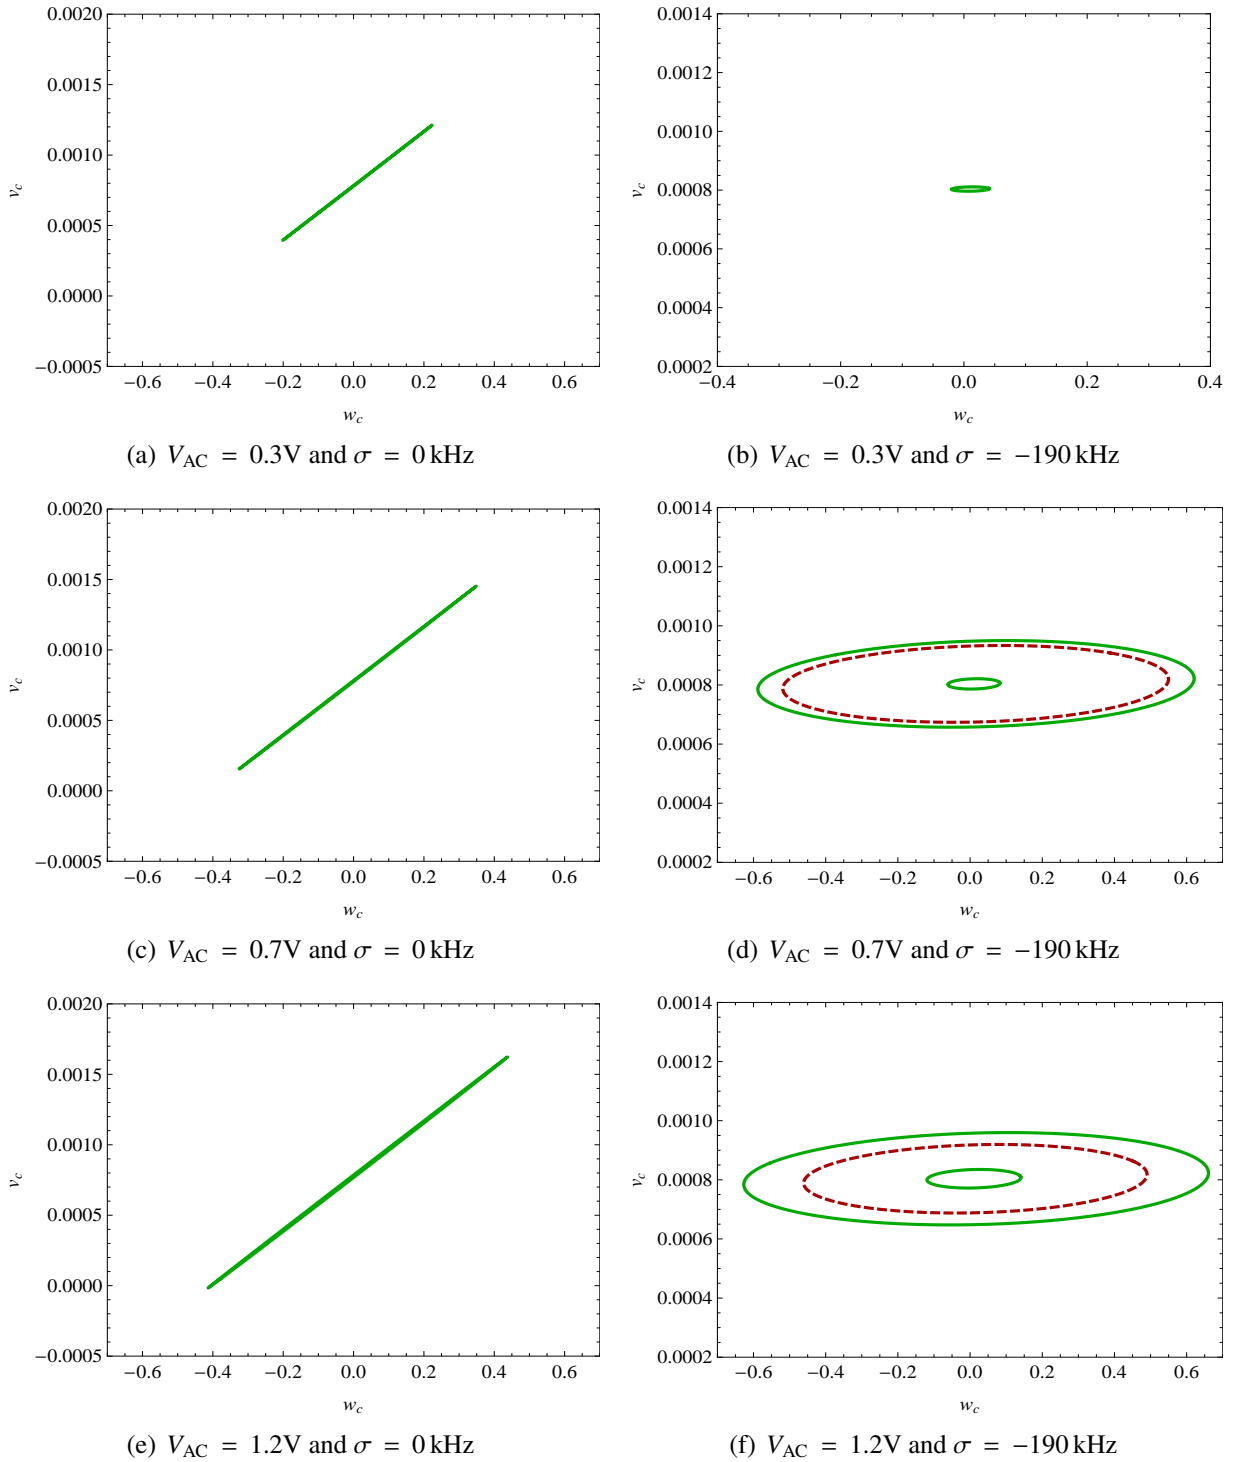 0.0020
0.0015
0.0010
0.0005
0.0000
−0.0005
v_c
−0.6 −0.4 −0.2 0.0 0.2 0.4 0.6
w_c
(a) V_AC = 0.3V and σ = 0 kHz
0.0014
0.0012
0.0010
0.0008
0.0006
0.0004
0.0002
v_c
−0.4 −0.2 0.0 0.2 0.4
w_c
(b) V_AC = 0.3V and σ = −190 kHz
0.0020
0.0015
0.0010
0.0005
0.0000
−0.0005
v_c
−0.6 −0.4 −0.2 0.0 0.2 0.4 0.6
w_c
(c) V_AC = 0.7V and σ = 0 kHz
0.0014
0.0012
0.0010
0.0008
0.0006
0.0004
0.0002
v_c
−0.6 −0.4 −0.2 0.0 0.2 0.4 0.6
w_c
(d) V_AC = 0.7V and σ = −190 kHz
0.0020
0.0015
0.0010
0.0005
0.0000
−0.0005
v_c
−0.6 −0.4 −0.2 0.0 0.2 0.4 0.6
w_c
(e) V_AC = 1.2V and σ = 0 kHz
0.0014
0.0012
0.0010
0.0008
0.0006
0.0004
0.0002
v_c
−0.6 −0.4 −0.2 0.0 0.2 0.4 0.6
w_c
(f) V_AC = 1.2V and σ = −190 kHz